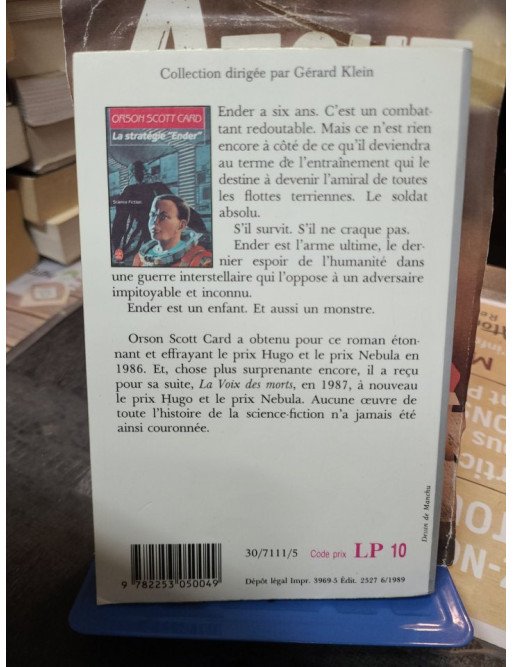 Collection dirigée par Gérard Klein
ORSON SCOTT CARD
La stratégie "Ender"
Science Fiction
Ender a six ans. C'est un combat-
tant redoutable. Mais ce n'est rien
encore à côté de ce qu'il deviendra
au terme de l'entraînement qui le
destine à devenir l'amiral de toutes
les flottes terriennes. Le soldat
absolu.
S'il survit. S'il ne craque pas.
Ender est l'arme ultime, le der-
nier espoir de l'humanité dans
une guerre interstellaire qui l'oppose à un adversaire
impitoyable et inconnu.
Ender est un enfant. Et aussi un monstre.
Orson Scott Card a obtenu pour ce roman éton-
nant et effrayant le prix Hugo et le prix Nebula en
1986. Et, chose plus surprenante encore, il a reçu
pour sa suite, La Voix des morts, en 1987, à nouveau
le prix Hugo et le prix Nebula. Aucune œuvre de
toute l'histoire de la science-fiction n'a jamais été
ainsi couronnée.
Dessin de Manchu
9 782253 050049
30/7111/5 Code prix LP 10
Dépôt légal Impr. 3969-5 Édit. 2527 6/1989